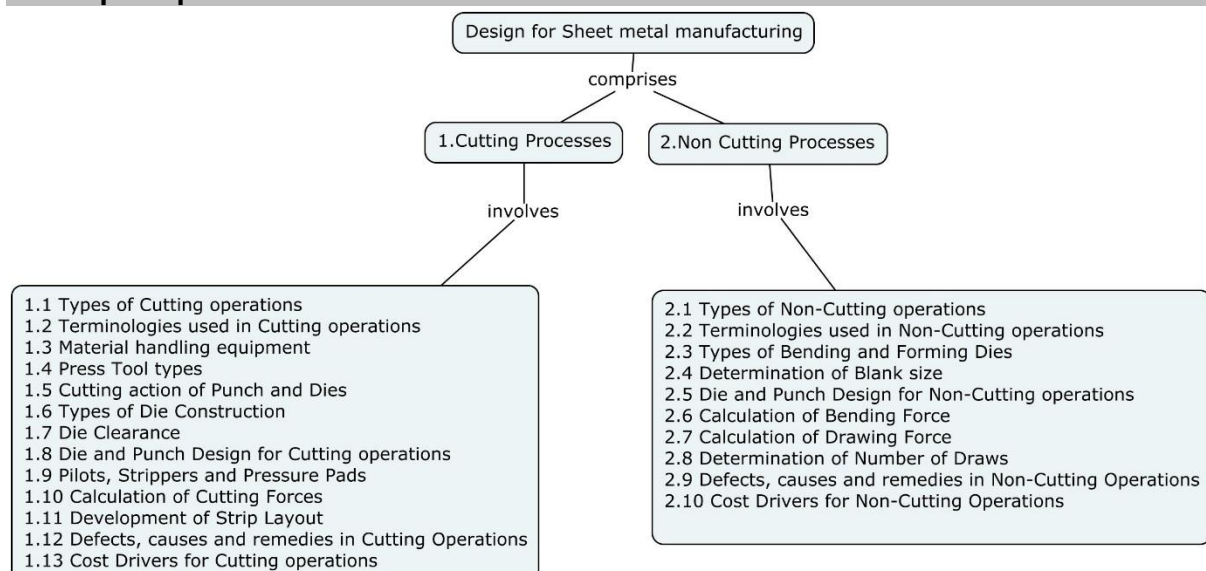 Design for Sheet metal manufacturing
comprises
1.Cutting Processes
2.Non Cutting Processes
involves
involves
1.1 Types of Cutting operations
1.2 Terminologies used in Cutting operations
1.3 Material handling equipment
1.4 Press Tool types
1.5 Cutting action of Punch and Dies
1.6 Types of Die Construction
1.7 Die Clearance
1.8 Die and Punch Design for Cutting operations
1.9 Pilots, Strippers and Pressure Pads
1.10 Calculation of Cutting Forces
1.11 Development of Strip Layout
1.12 Defects, causes and remedies in Cutting Operations
1.13 Cost Drivers for Cutting operations
2.1 Types of Non-Cutting operations
2.2 Terminologies used in Non-Cutting operations
2.3 Types of Bending and Forming Dies
2.4 Determination of Blank size
2.5 Die and Punch Design for Non-Cutting operations
2.6 Calculation of Bending Force
2.7 Calculation of Drawing Force
2.8 Determination of Number of Draws
2.9 Defects, causes and remedies in Non-Cutting Operations
2.10 Cost Drivers for Non-Cutting Operations